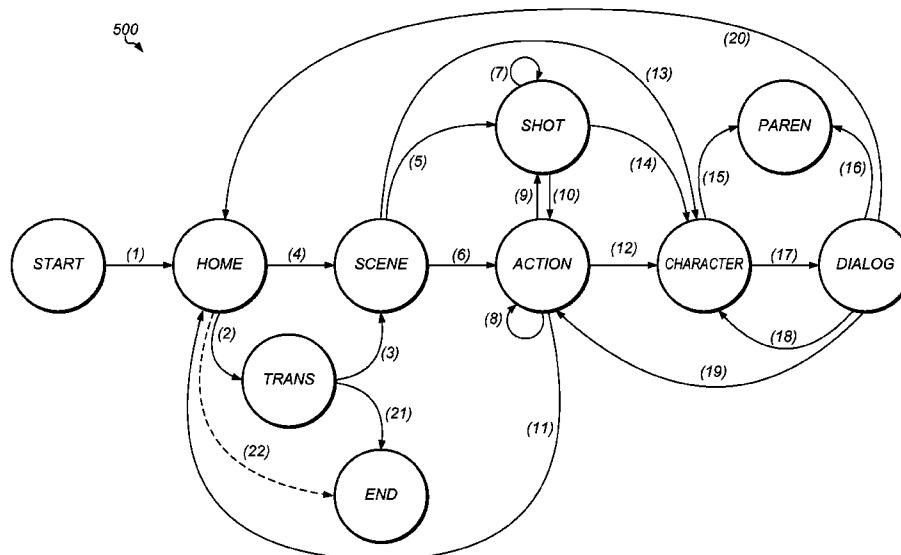 500
(20)
(7)
(13)
SHOT
PAREN
(5)
(14)
(15)
(16)
(9)
(10)
START
(1)
HOME
(4)
SCENE
(6)
ACTION
(12)
CHARACTER
(17)
DIALOG
(8)
(2)
(3)
(18)
TRANS
(19)
(21)
(11)
(22)
END